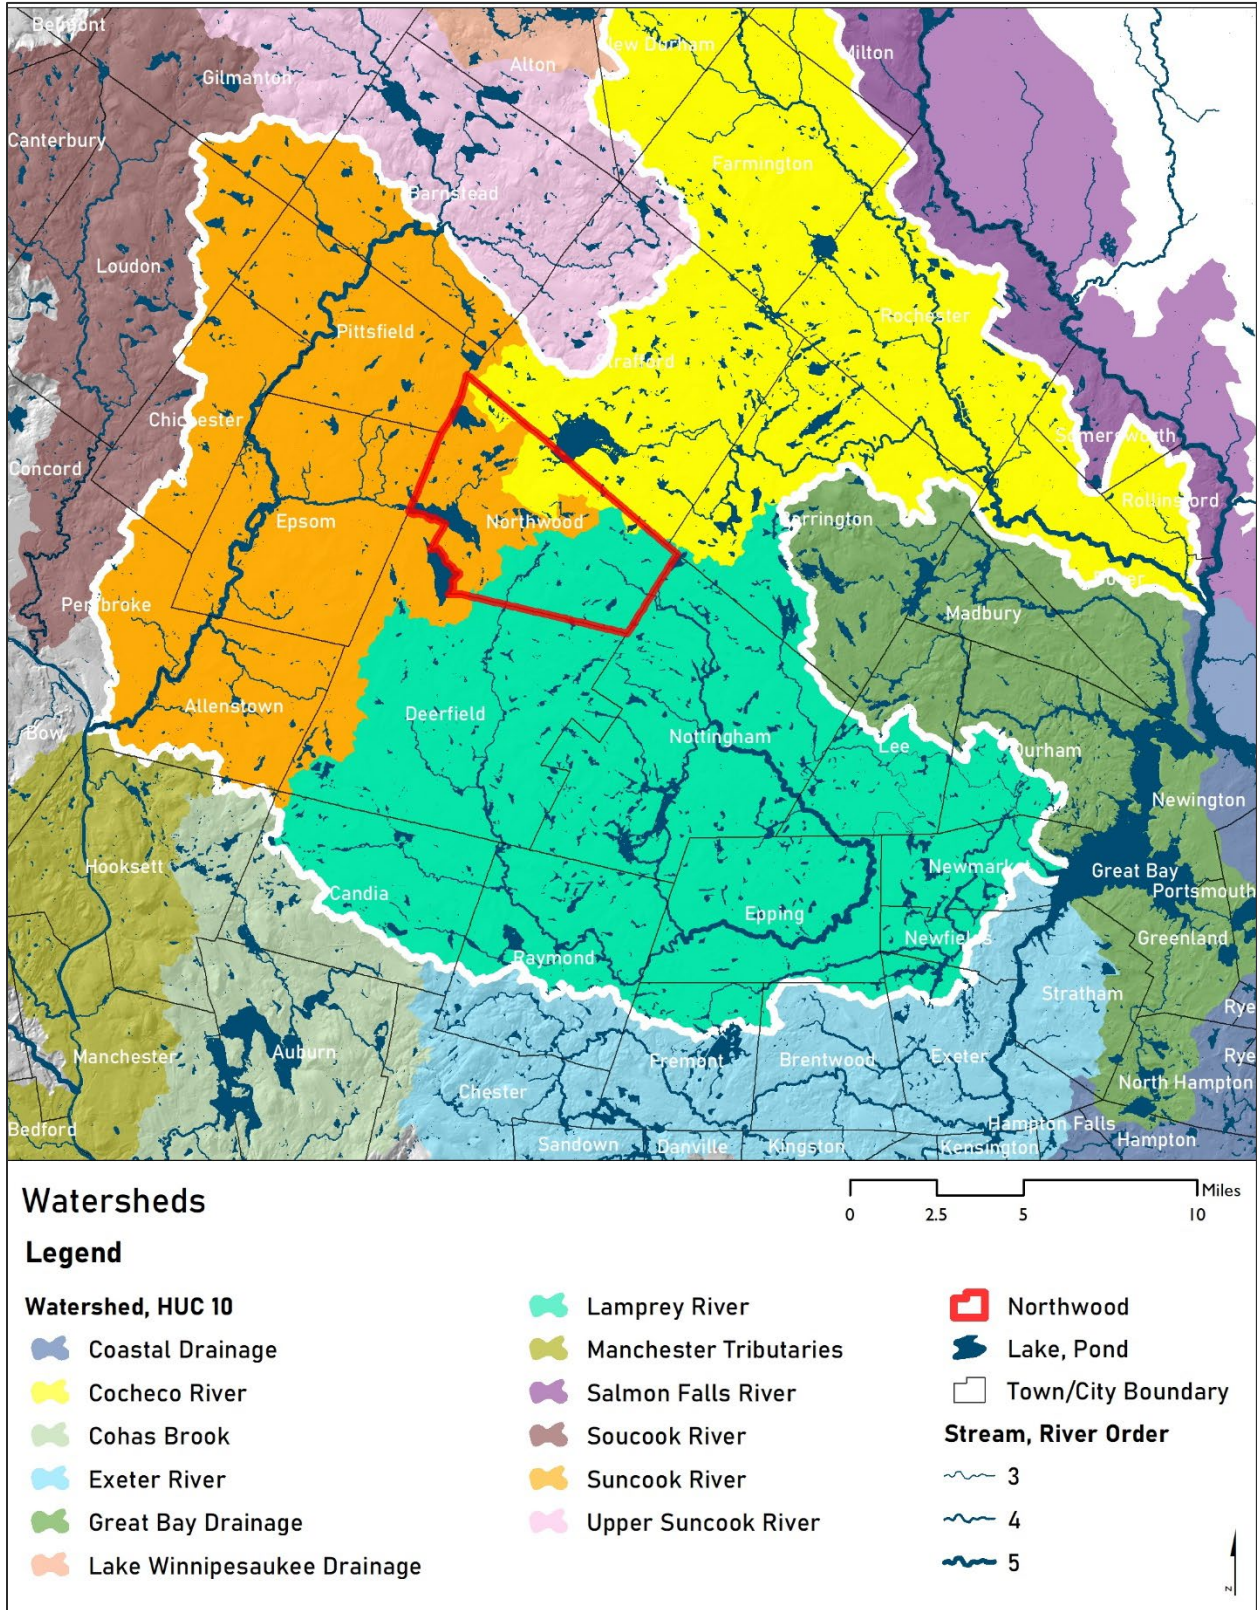 Belmont
New Durham
Milton
Gilmanton
Alton
Canterbury
Farmington
Barnstead
Loudon
Rochester
Pittsfield
Strafford
Chichester
Somersworth
Concord
Rollinsford
Epsom
Northwood
Barrington
Dover
Pembroke
Madbury
Allenstown
Deerfield
Bow
Nottingham
Lee
Durham
Newington
Hooksett
Newmarket
Great Bay
Candia
Portsmouth
Epping
Newfields
Greenland
Raymond
Stratham
Rye
Manchester
Auburn
Fremont
Brentwood
Exeter
Rye
Chester
North Hampton
Bedford
Hampton Falls
Sandown
Danville
Kingston
Kensington
Hampton
Watersheds
Miles
0 2.5 5 10
Legend
Watershed, HUC 10
Coastal Drainage
Cocheco River
Cohas Brook
Exeter River
Great Bay Drainage
Lake Winnipesaukee Drainage
Lamprey River
Manchester Tributaries
Salmon Falls River
Soucook River
Suncook River
Upper Suncook River
Northwood
Lake, Pond
Town/City Boundary
Stream, River Order
3
4
5
N